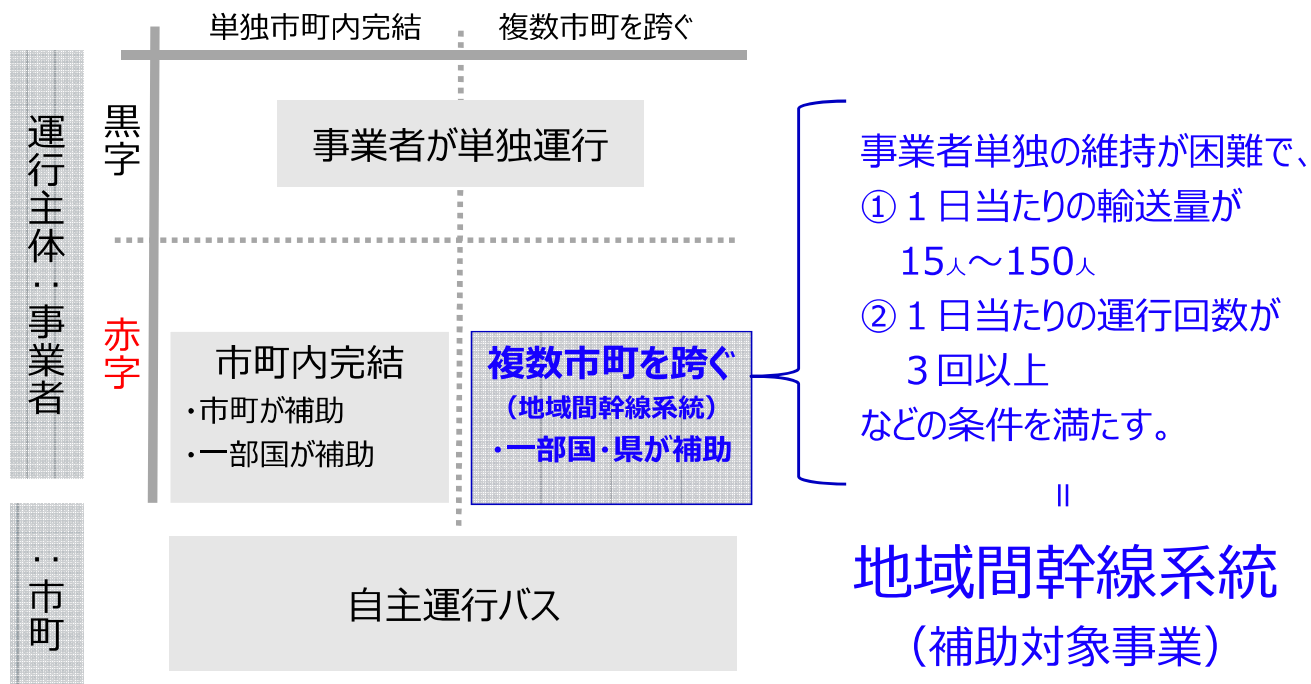 単独市町内完結
複数市町を跨ぐ
運行主体：事業者
黒字
事業者が単独運行
赤字
市町内完結
・市町が補助
・一部国が補助
複数市町を跨ぐ
（地域間幹線系統）
・一部国・県が補助
：市町
自主運行バス
事業者単独の維持が困難で、
①１日当たりの輸送量が
15人～150人
②１日当たりの運行回数が
３回以上
などの条件を満たす。
＝
地域間幹線系統
（補助対象事業）